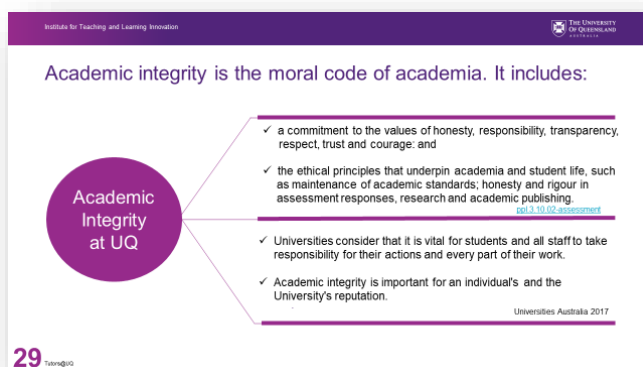 Institute for Teaching and Learning Innovation
THE UNIVERSITY
OF QUEENSLAND
AUSTRALIA
Academic integrity is the moral code of academia. It includes:
Academic
Integrity
at UQ
✓ a commitment to the values of honesty, responsibility, transparency,
respect, trust and courage: and
✓ the ethical principles that underpin academia and student life, such
as maintenance of academic standards; honesty and rigour in
assessment responses, research and academic publishing.
ppl.3.10.02-assessment
✓ Universities consider that it is vital for students and all staff to take
responsibility for their actions and every part of their work.
✓ Academic integrity is important for an individual's and the
University's reputation.
Universities Australia 2017
29 Tutors@UQ